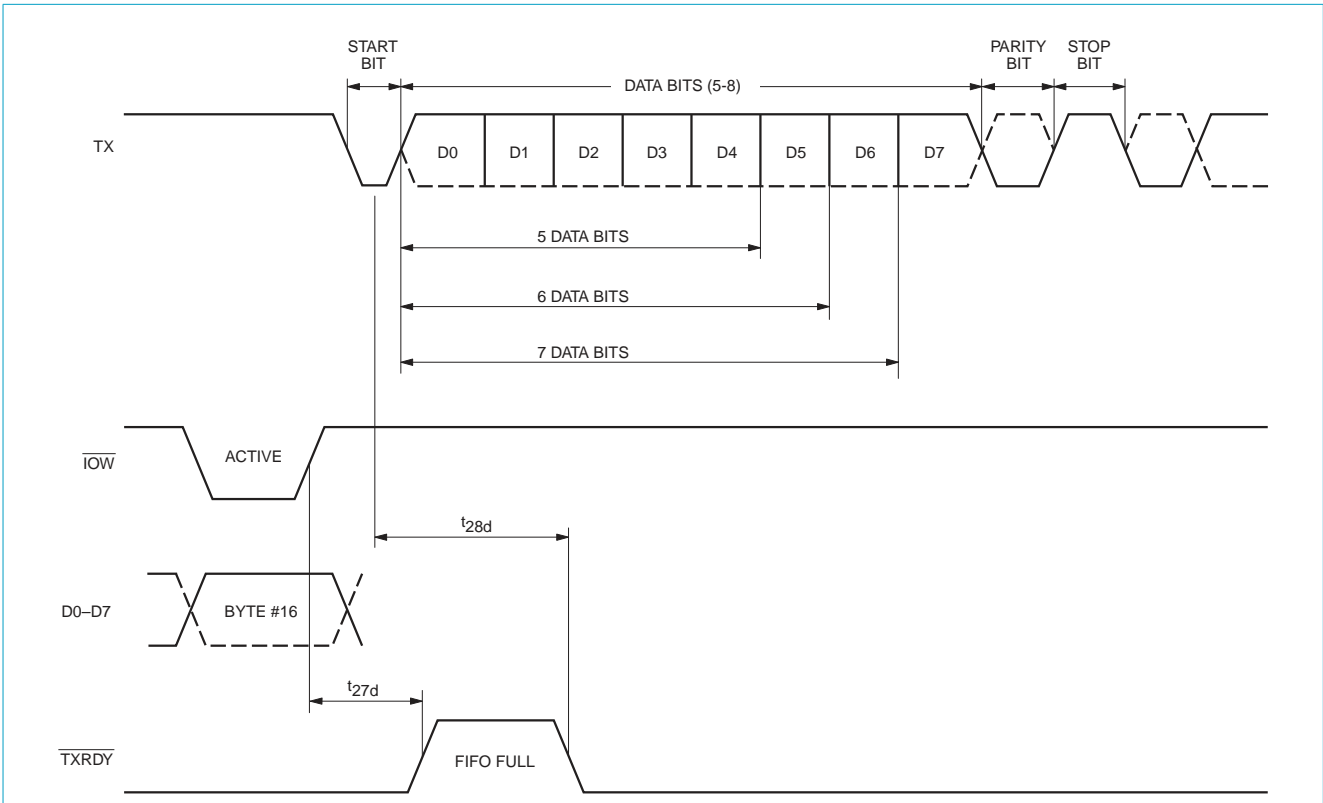 START
BIT
PARITY
BIT
STOP
BIT
DATA BITS (5-8)
TX
D0
D1
D2
D3
D4
D5
D6
D7
5 DATA BITS
6 DATA BITS
7 DATA BITS
IOW
ACTIVE
t28d
D0–D7
BYTE #16
t27d
TXRDY
FIFO FULL